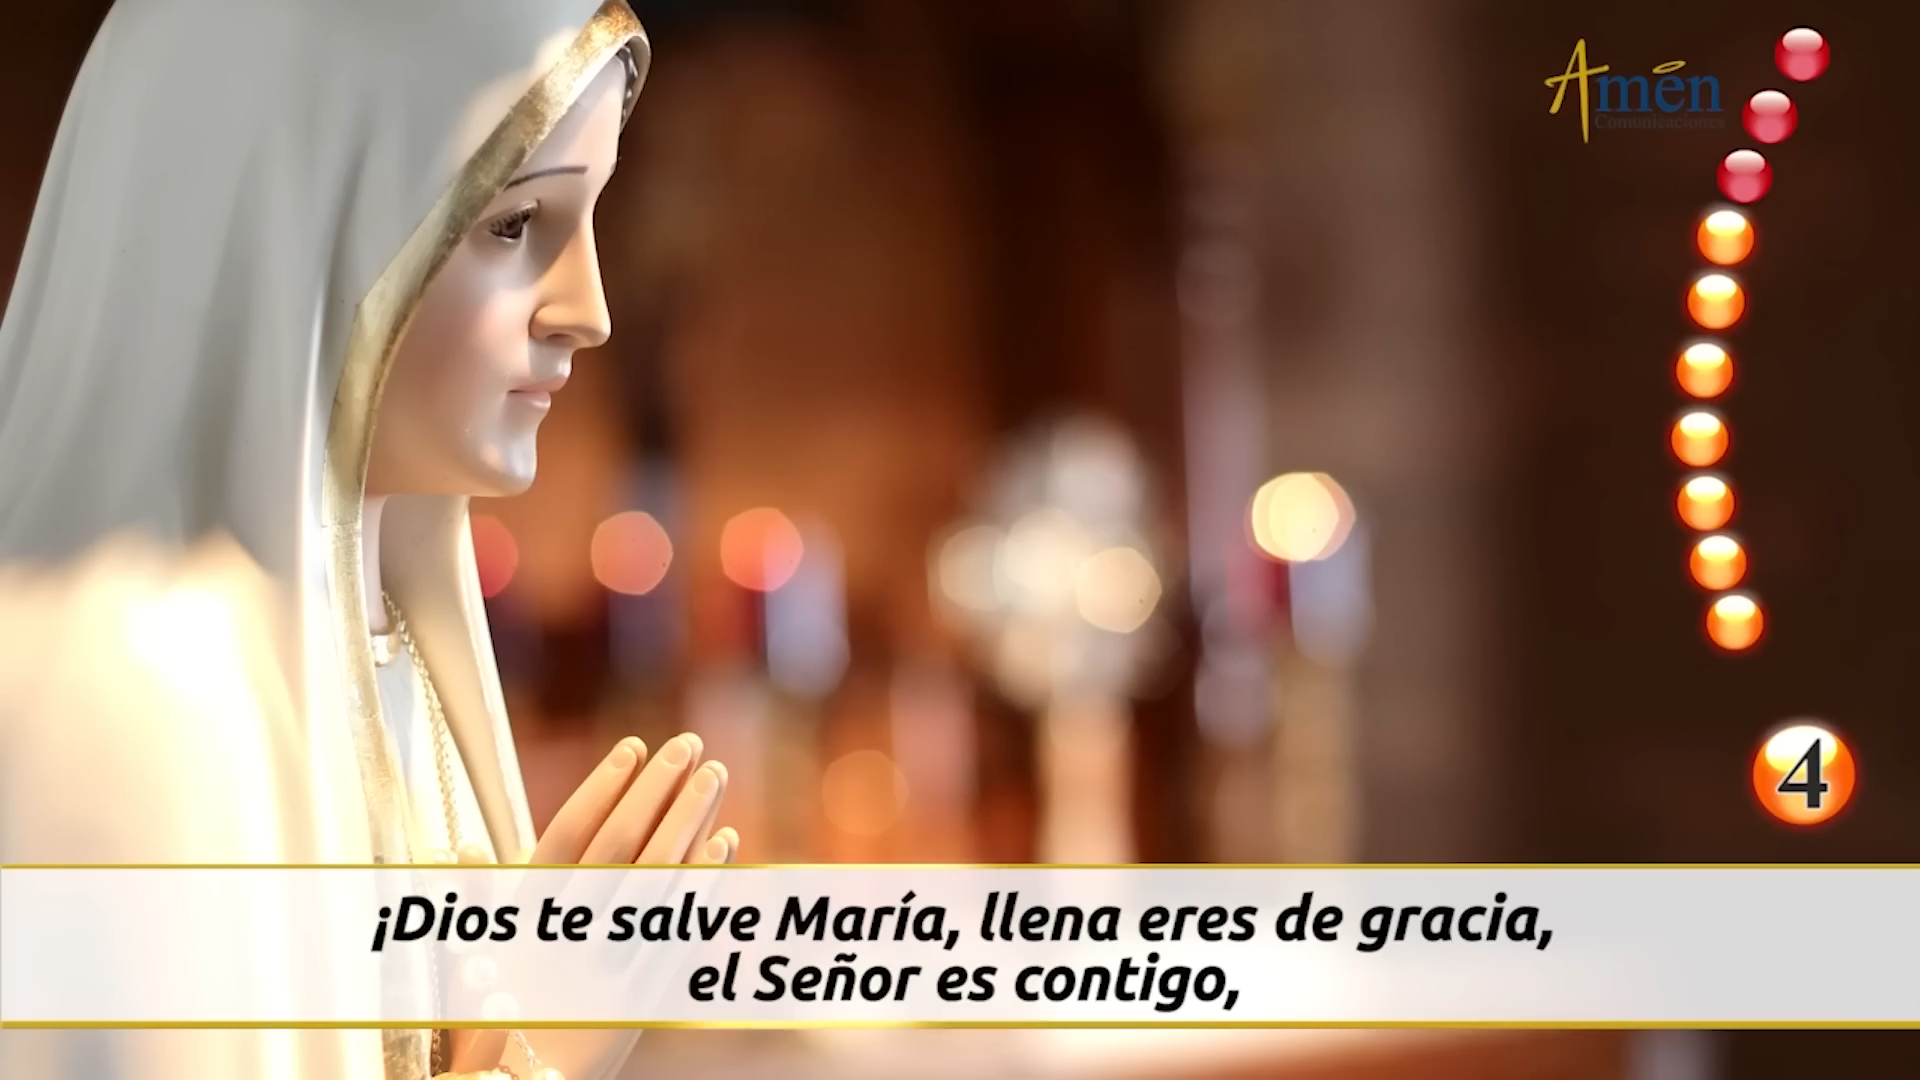 Amén
Comunicaciones
4
¡Dios te salve María, llena eres de gracia,
el Señor es contigo,